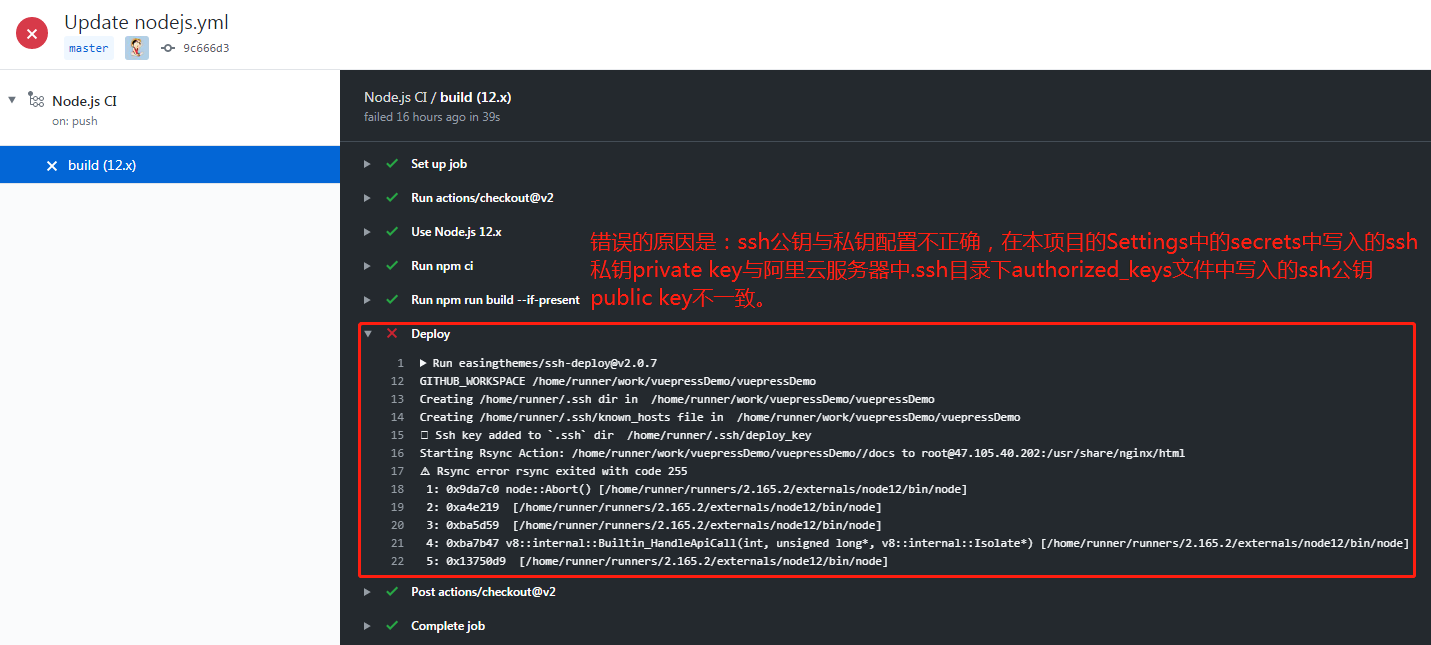 Update nodejs.yml
master 9c666d3
Node.js CI
on: push
build (12.x)
Node.js CI / build (12.x)
failed 16 hours ago in 39s
Set up job
Run actions/checkout@v2
Use Node.js 12.x
Run npm ci
Run npm run build --if-present
错误的原因是：ssh公钥与私钥配置不正确，在本项目的Settings中的secrets中写入的ssh
私钥private key与阿里云服务器中.ssh目录下authorized_keys文件中写入的ssh公钥
public key不一致。
Deploy
1 ▶ Run easingthemes/ssh-deploy@v2.0.7
12 GITHUB_WORKSPACE /home/runner/work/vuepressDemo/vuepressDemo
13 Creating /home/runner/.ssh dir in /home/runner/work/vuepressDemo/vuepressDemo
14 Creating /home/runner/.ssh/known_hosts file in /home/runner/work/vuepressDemo/vuepressDemo
15 Ssh key added to `.ssh` dir /home/runner/.ssh/deploy_key
16 Starting Rsync Action: /home/runner/work/vuepressDemo/vuepressDemo//docs to root@47.105.40.202:/usr/share/nginx/html
17 ⚠ Rsync error rsync exited with code 255
18 1: 0x9da7c0 node::Abort() [/home/runner/runners/2.165.2/externals/node12/bin/node]
19 2: 0xa4e219 [/home/runner/runners/2.165.2/externals/node12/bin/node]
20 3: 0xba5d59 [/home/runner/runners/2.165.2/externals/node12/bin/node]
21 4: 0xba7b47 v8::internal::Builtin_HandleApiCall(int, unsigned long*, v8::internal::Isolate*) [/home/runner/runners/2.165.2/externals/node12/bin/node]
22 5: 0x13750d9 [/home/runner/runners/2.165.2/externals/node12/bin/node]
Post actions/checkout@v2
Complete job